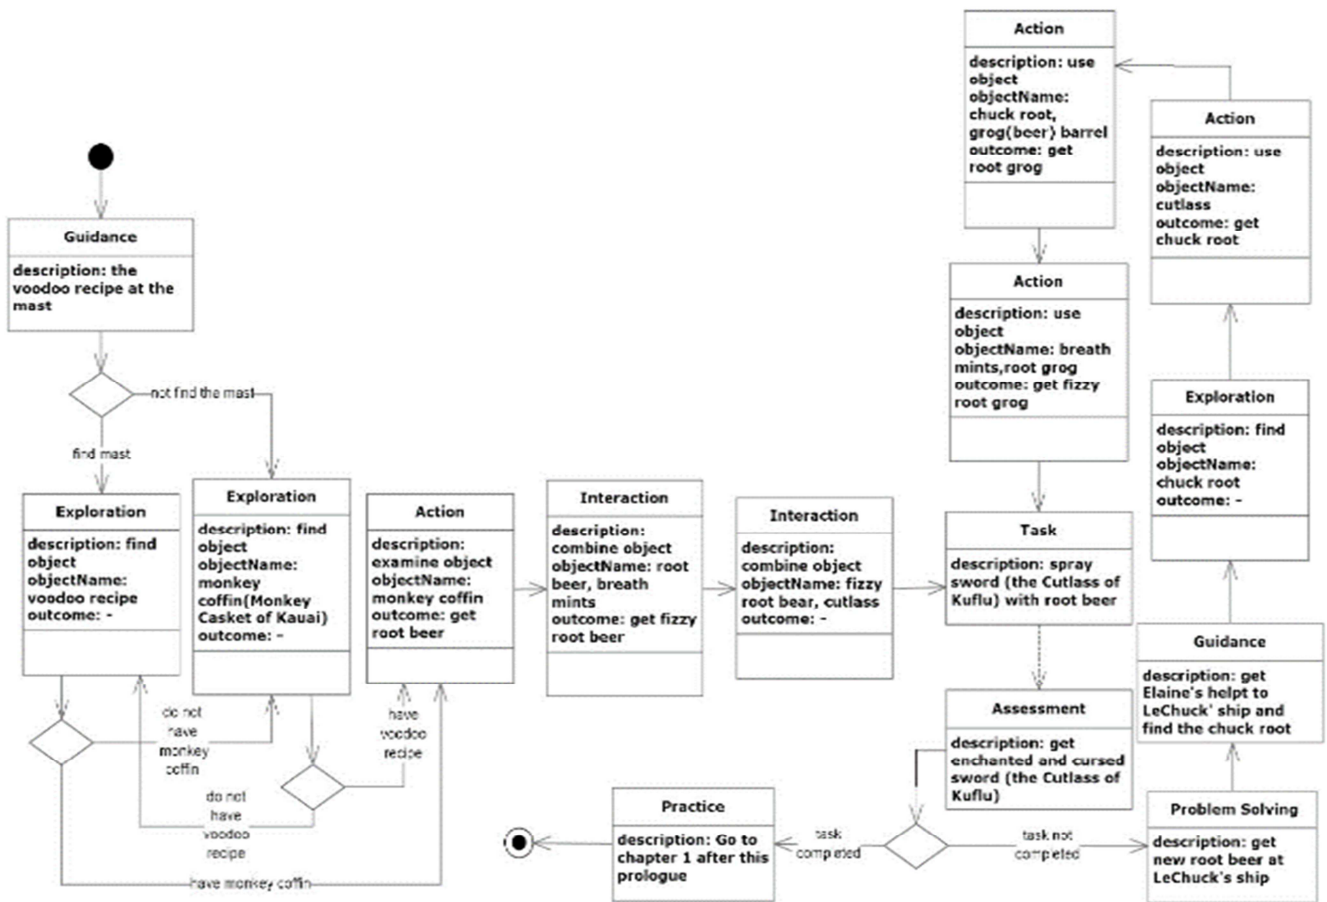 Guidance
description: the
voodoo recipe at the
mast
not find the mast
find mast
Exploration
description: find
object
objectName:
voodoo recipe
outcome: -
Exploration
description: find
object
objectName:
monkey
coffin(Monkey
Casket of Kauai)
outcome: -
do not
have
monkey
coffin
do not
have
voodoo
recipe
have
voodoo
recipe
have monkey coffin
Action
description:
examine object
objectName:
monkey coffin
outcome: get
root beer
Interaction
description:
combine object
objectName: root
beer, breath
mints
outcome: get fizzy
root beer
Interaction
description:
combine object
objectName: fizzy
root bear, cutlass
outcome: -
Task
description: spray
sword (the Cutlass of
Kuflu) with root beer
Assessment
description: get
enchanted and cursed
sword (the Cutlass of
Kuflu)
task
completed
Practice
description: Go to
chapter 1 after this
prologue
task not
completed
Problem Solving
description: get
new root beer at
LeChuck's ship
Guidance
description: get
Elaine's helpt to
LeChuck' ship and
find the chuck root
Exploration
description: find
object
objectName:
chuck root
outcome: -
Action
description: use
object
objectName:
cutlass
outcome: get
chuck root
Action
description: use
object
objectName:
chuck root,
grog(beer) barrel
outcome: get
root grog
Action
description: use
object
objectName: breath
mints,root grog
outcome: get fizzy
root grog